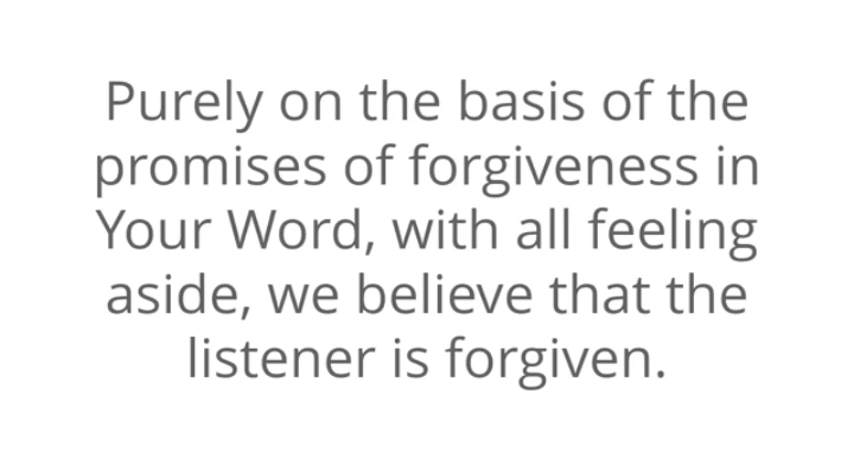 Purely on the basis of the
promises of forgiveness in
Your Word, with all feeling
aside, we believe that the
listener is forgiven.